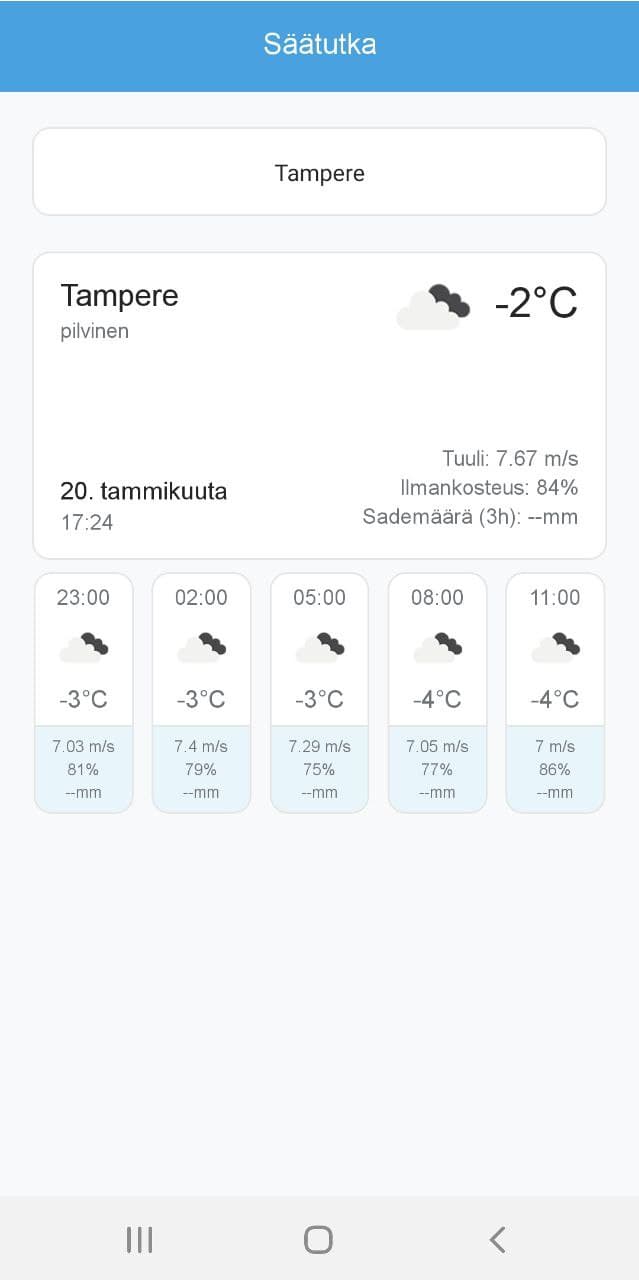 Säätutka
Tampere
Tampere
pilvinen
-2°C
20. tammikuuta
17:24
Tuuli: 7.67 m/s
Ilmankosteus: 84%
Sademäärä (3h): --mm
23:00
-3°C
7.03 m/s
81%
--mm
02:00
-3°C
7.4 m/s
79%
--mm
05:00
-3°C
7.29 m/s
75%
--mm
08:00
-4°C
7.05 m/s
77%
--mm
11:00
-4°C
7 m/s
86%
--mm